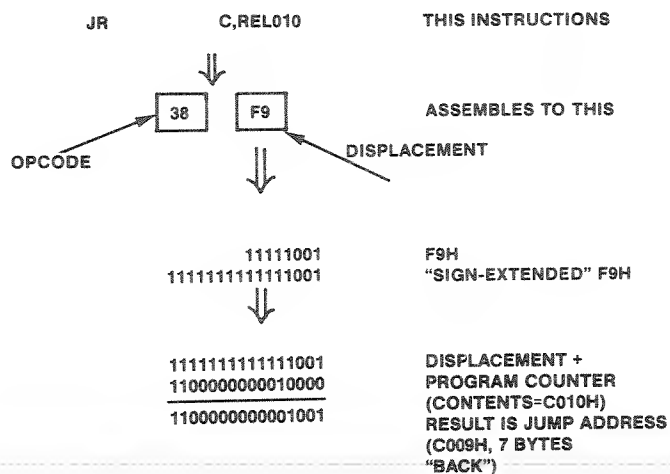 JR C,REL010 THIS INSTRUCTIONS
38 F9 ASSEMBLES TO THIS
OPCODE DISPLACEMENT
11111001 F9H
1111111111111001 "SIGN-EXTENDED" F9H
1111111111111001 DISPLACEMENT +
1100000000010000 PROGRAM COUNTER
(CONTENTS=C010H)
1100000000001001 RESULT IS JUMP ADDRESS
(C009H, 7 BYTES
"BACK")